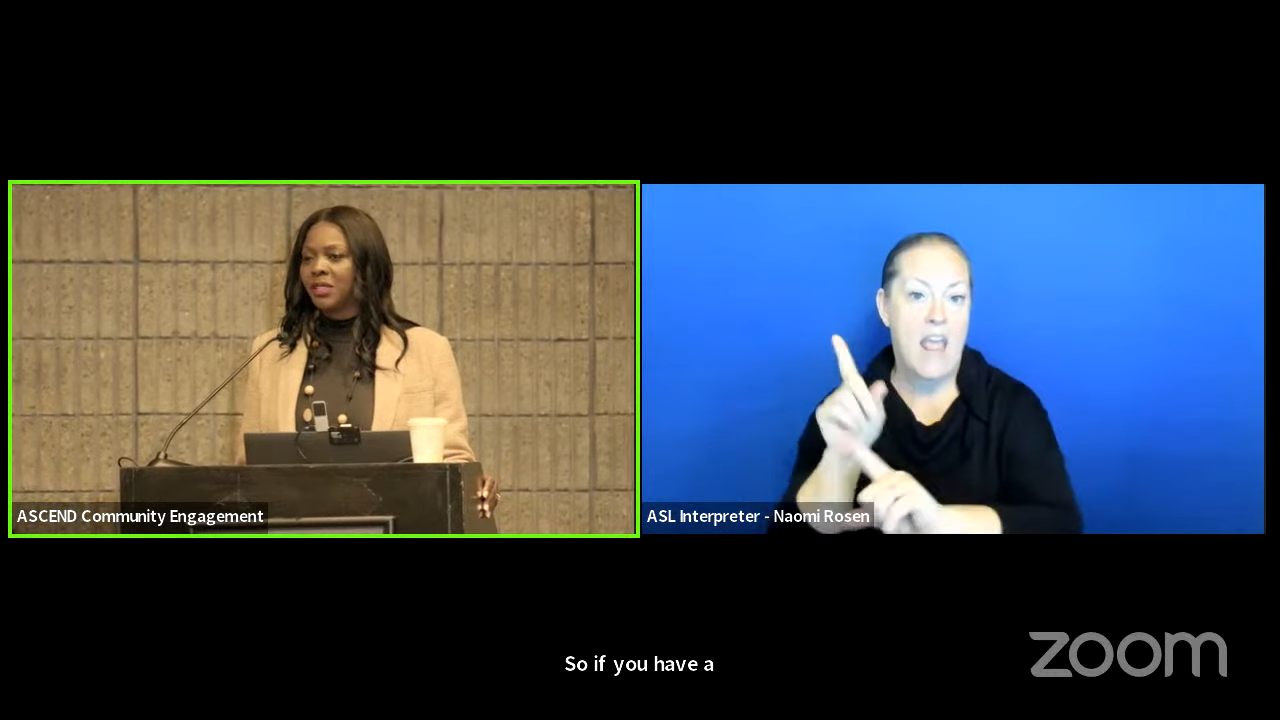 ASCEND Community Engagement
ASL Interpreter - Naomi Rosen
So if you have a
zoom